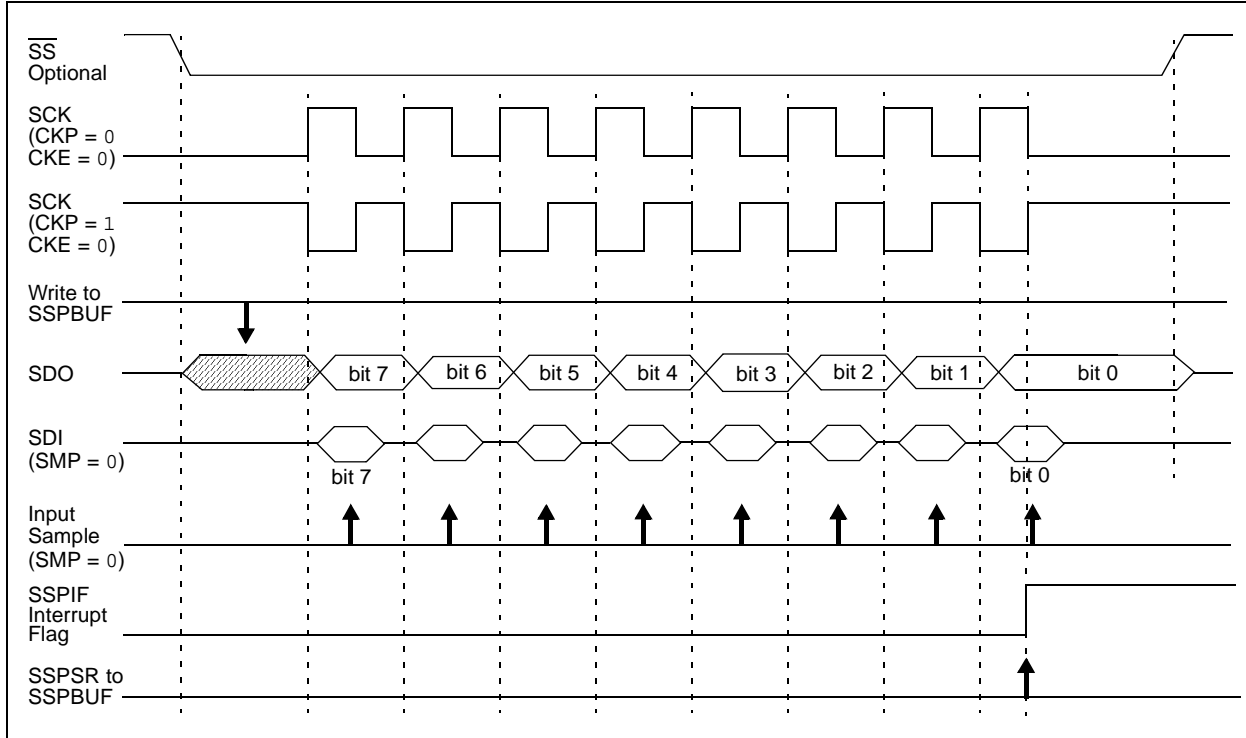 SS
Optional
SCK
(CKP = 0
CKE = 0)
SCK
(CKP = 1
CKE = 0)
Write to
SSPBUF
SDO
bit 7
bit 6
bit 5
bit 4
bit 3
bit 2
bit 1
bit 0
SDI
(SMP = 0)
bit 7
bit 0
Input
Sample
(SMP = 0)
SSPIF
Interrupt
Flag
SSPSR to
SSPBUF